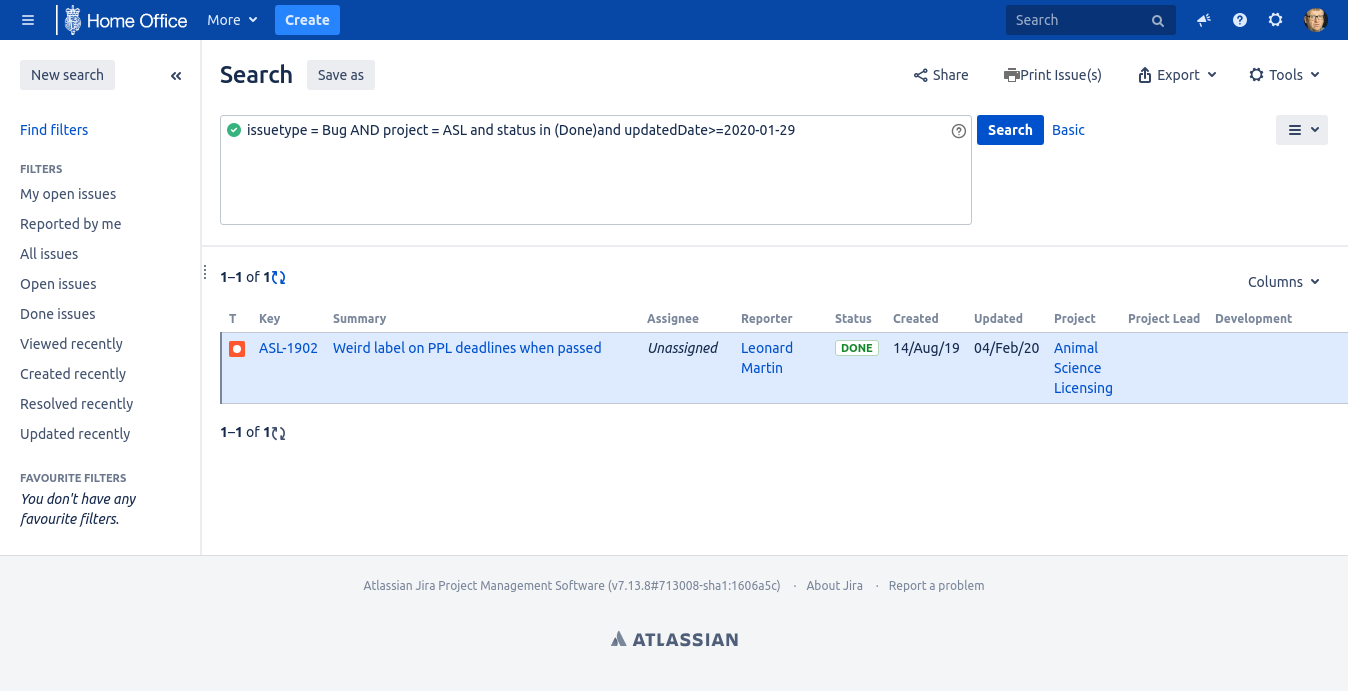 Home Office More Create Search
New search
Search Save as Share Print Issue(s) Export Tools
issuetype = Bug AND project = ASL and status in (Done)and updatedDate>=2020-01-29 Search Basic
Find filters
FILTERS
My open issues
Reported by me
All issues
Open issues
Done issues
Viewed recently
Created recently
Resolved recently
Updated recently
FAVOURITE FILTERS
You don't have any
favourite filters.
1–1 of 1 Columns
T Key Summary Assignee Reporter Status Created Updated Project Project Lead Development
ASL-1902 Weird label on PPL deadlines when passed Unassigned Leonard DONE 14/Aug/19 04/Feb/20 Animal
Martin Science
Licensing
1–1 of 1
Atlassian Jira Project Management Software (v7.13.8#713008-sha1:1606a5c) · About Jira · Report a problem
ATLASSIAN